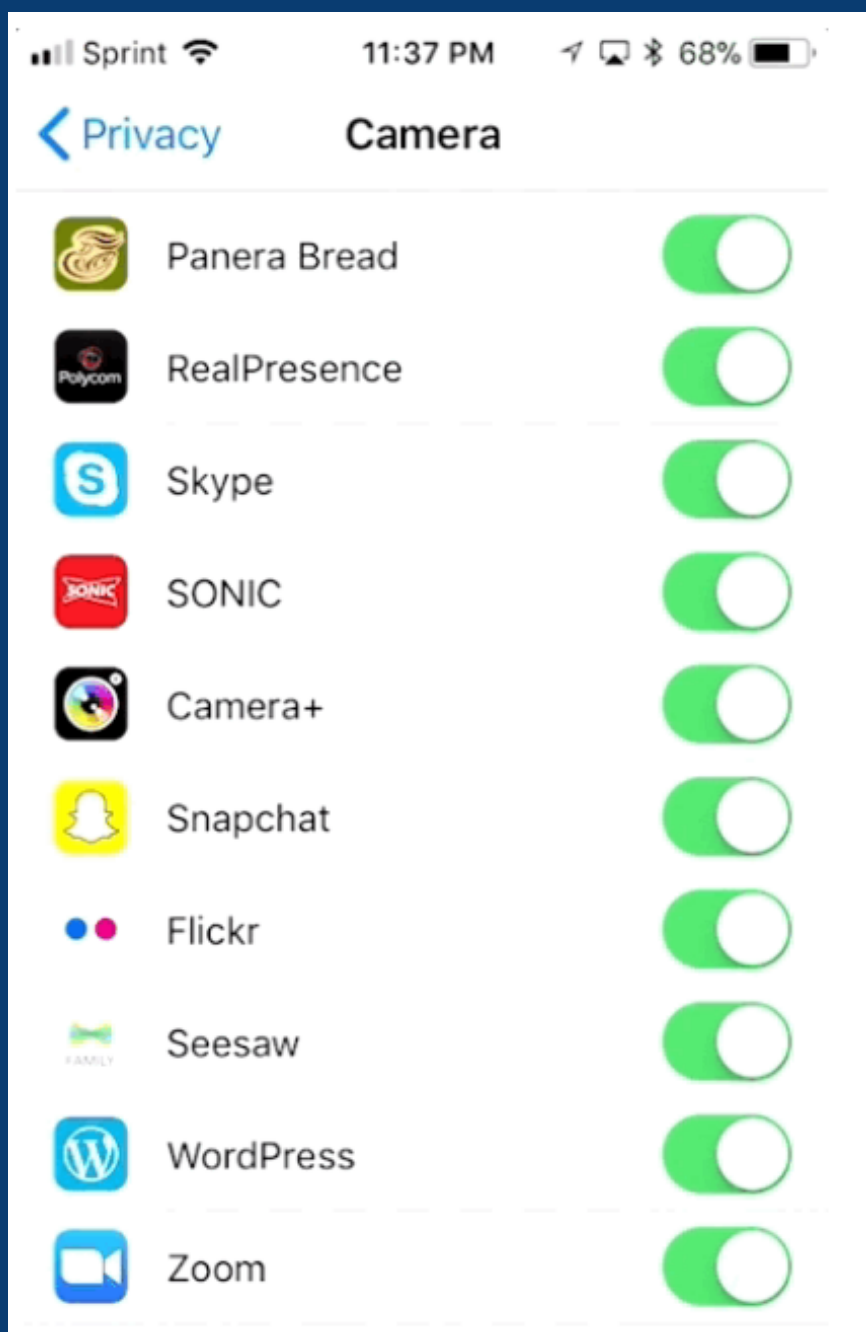 Sprint 11:37 PM 68%
Privacy Camera
Panera Bread
Polycom RealPresence
S Skype
SONIC SONIC
Camera+
Snapchat
Flickr
FAMILY Seesaw
W WordPress
Zoom